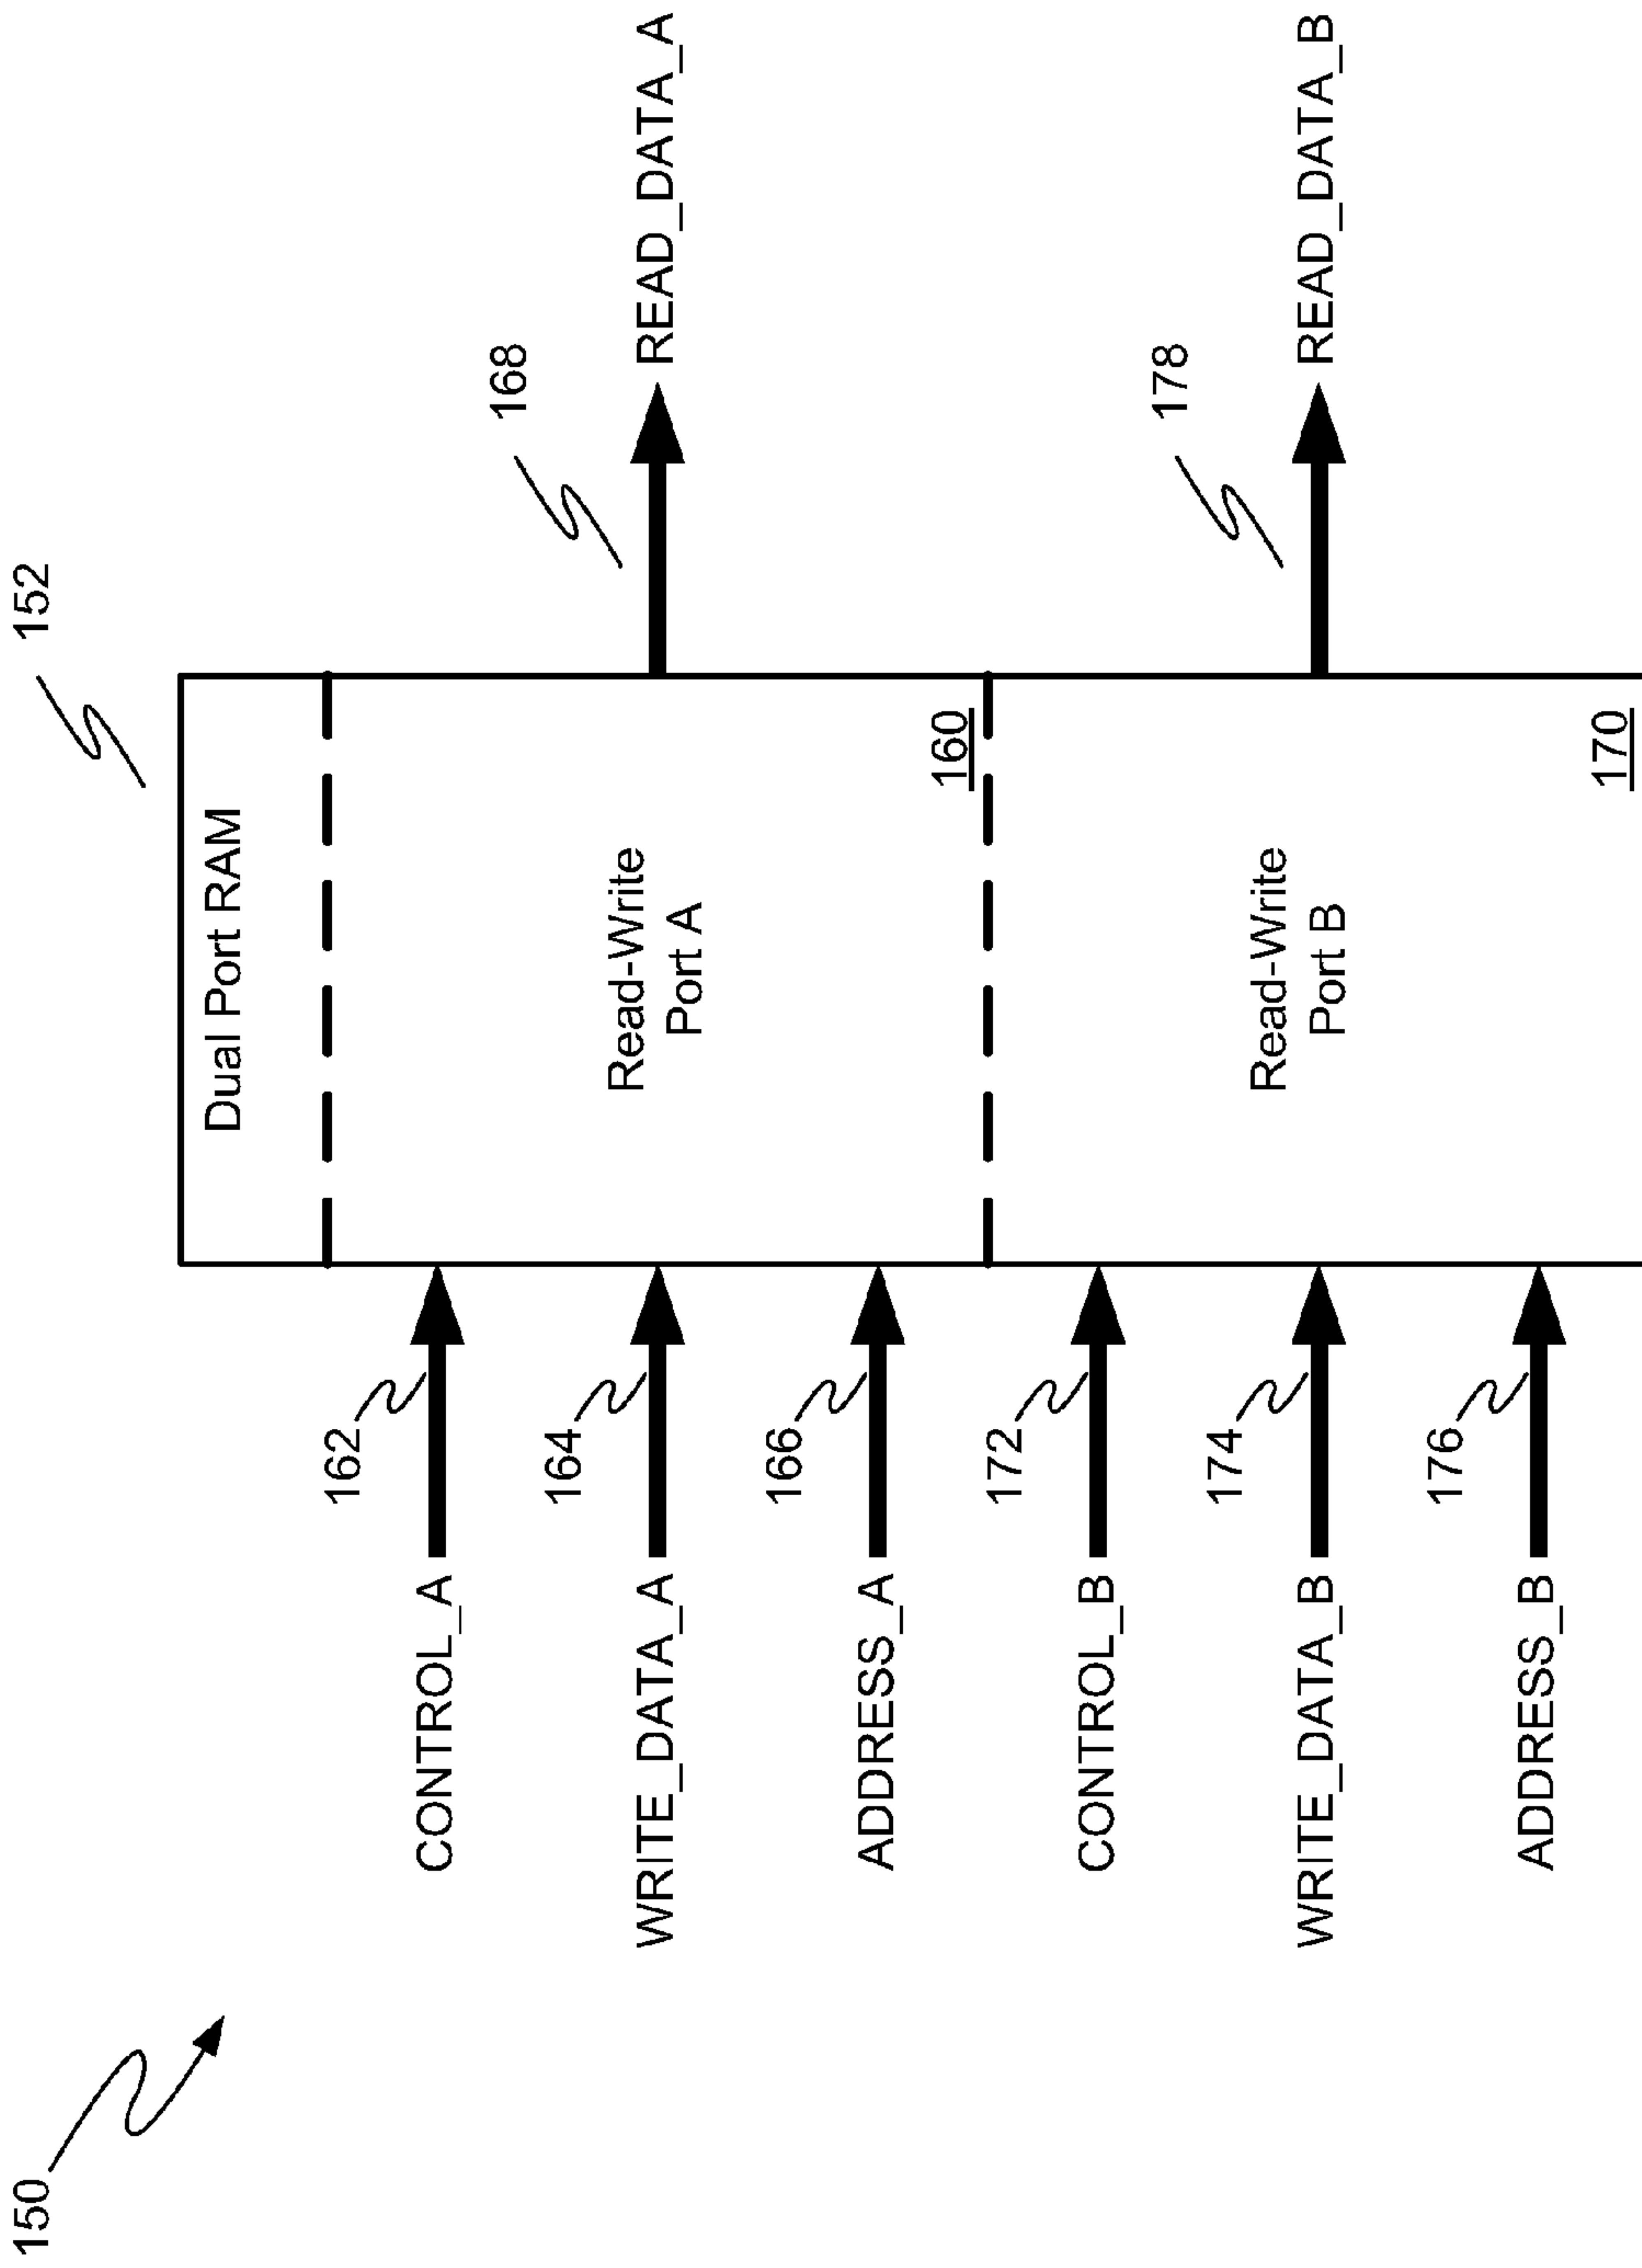 150
152
Dual Port RAM
CONTROL_A
162
WRITE_DATA_A
164
Read-Write
Port A
168
READ_DATA_A
ADDRESS_A
166
160
CONTROL_B
172
WRITE_DATA_B
174
Read-Write
Port B
178
READ_DATA_B
ADDRESS_B
176
170